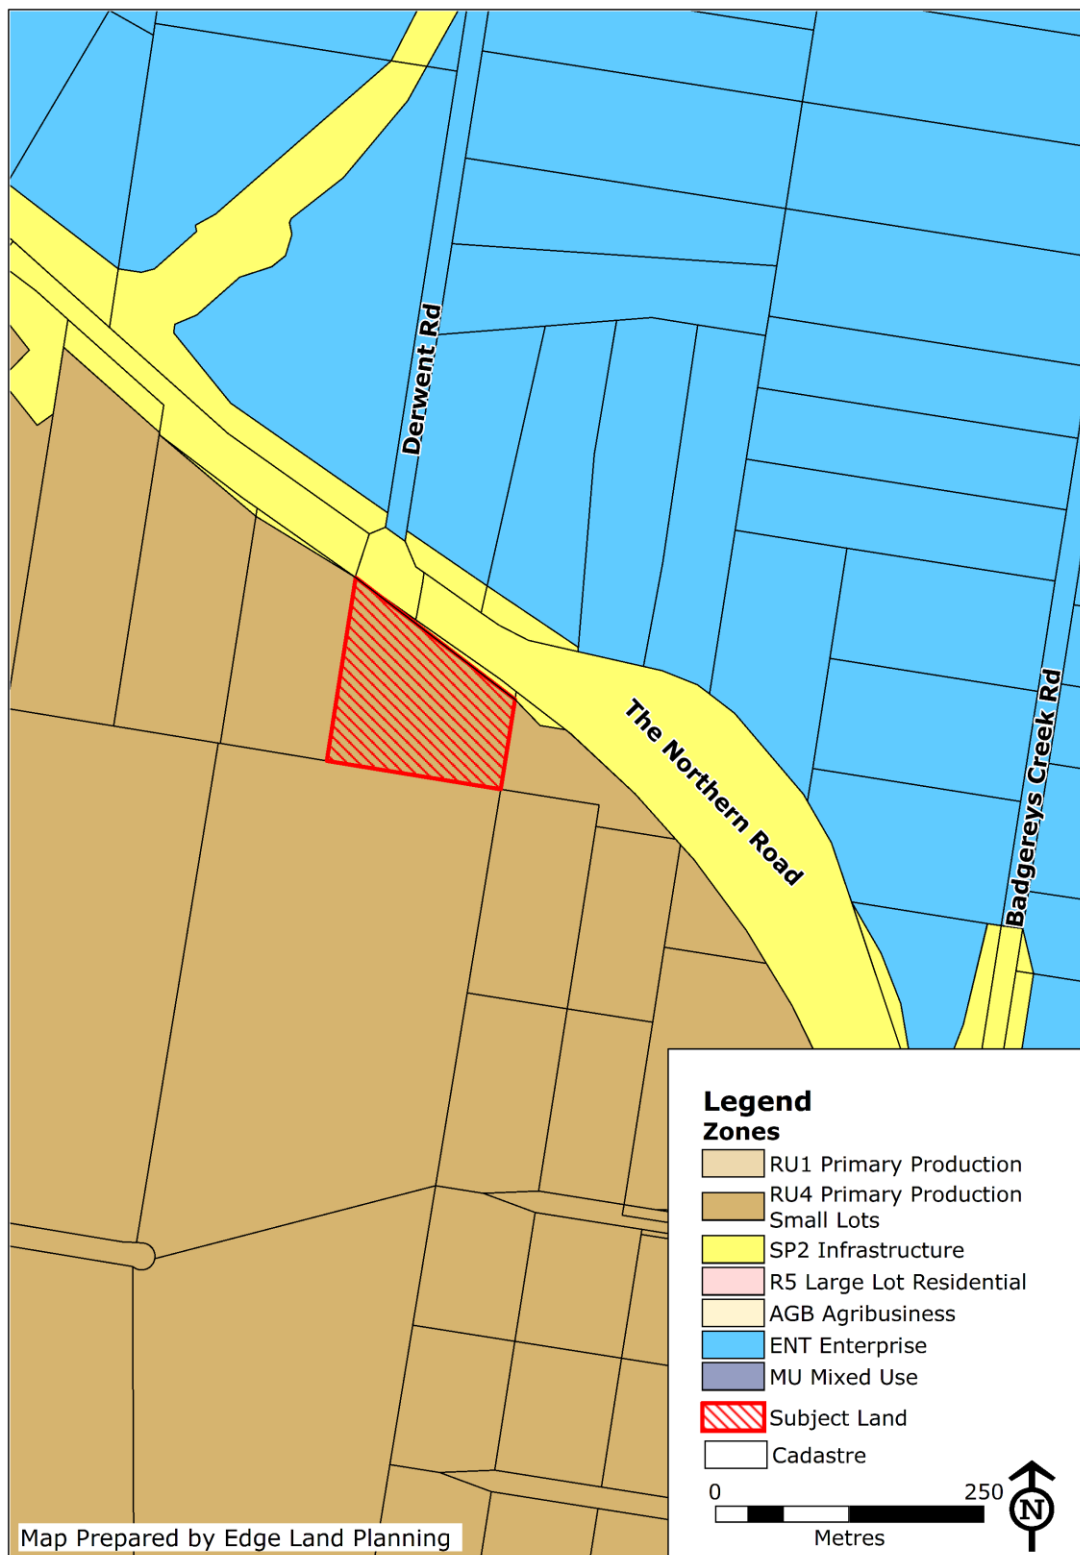 Derwent Rd
The Northern Road
Badgereys Creek Rd
Legend
Zones
RU1 Primary Production
RU4 Primary Production
Small Lots
SP2 Infrastructure
R5 Large Lot Residential
AGB Agribusiness
ENT Enterprise
MU Mixed Use
Subject Land
Cadastre
0 250
Metres
N
Map Prepared by Edge Land Planning